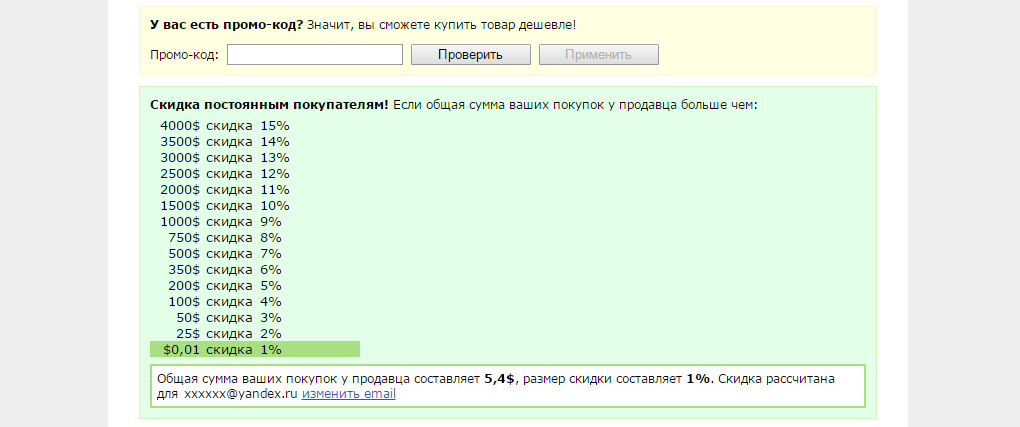 У вас есть промо-код? Значит, вы сможете купить товар дешевле!
Промо-код: Проверить Применить
Скидка постоянным покупателям! Если общая сумма ваших покупок у продавца больше чем:
4000$ скидка 15%
3500$ скидка 14%
3000$ скидка 13%
2500$ скидка 12%
2000$ скидка 11%
1500$ скидка 10%
1000$ скидка 9%
750$ скидка 8%
500$ скидка 7%
350$ скидка 6%
200$ скидка 5%
100$ скидка 4%
50$ скидка 3%
25$ скидка 2%
$0,01 скидка 1%
Общая сумма ваших покупок у продавца составляет 5,4$, размер скидки составляет 1%. Скидка рассчитана
для xxxxxx@yandex.ru изменить email